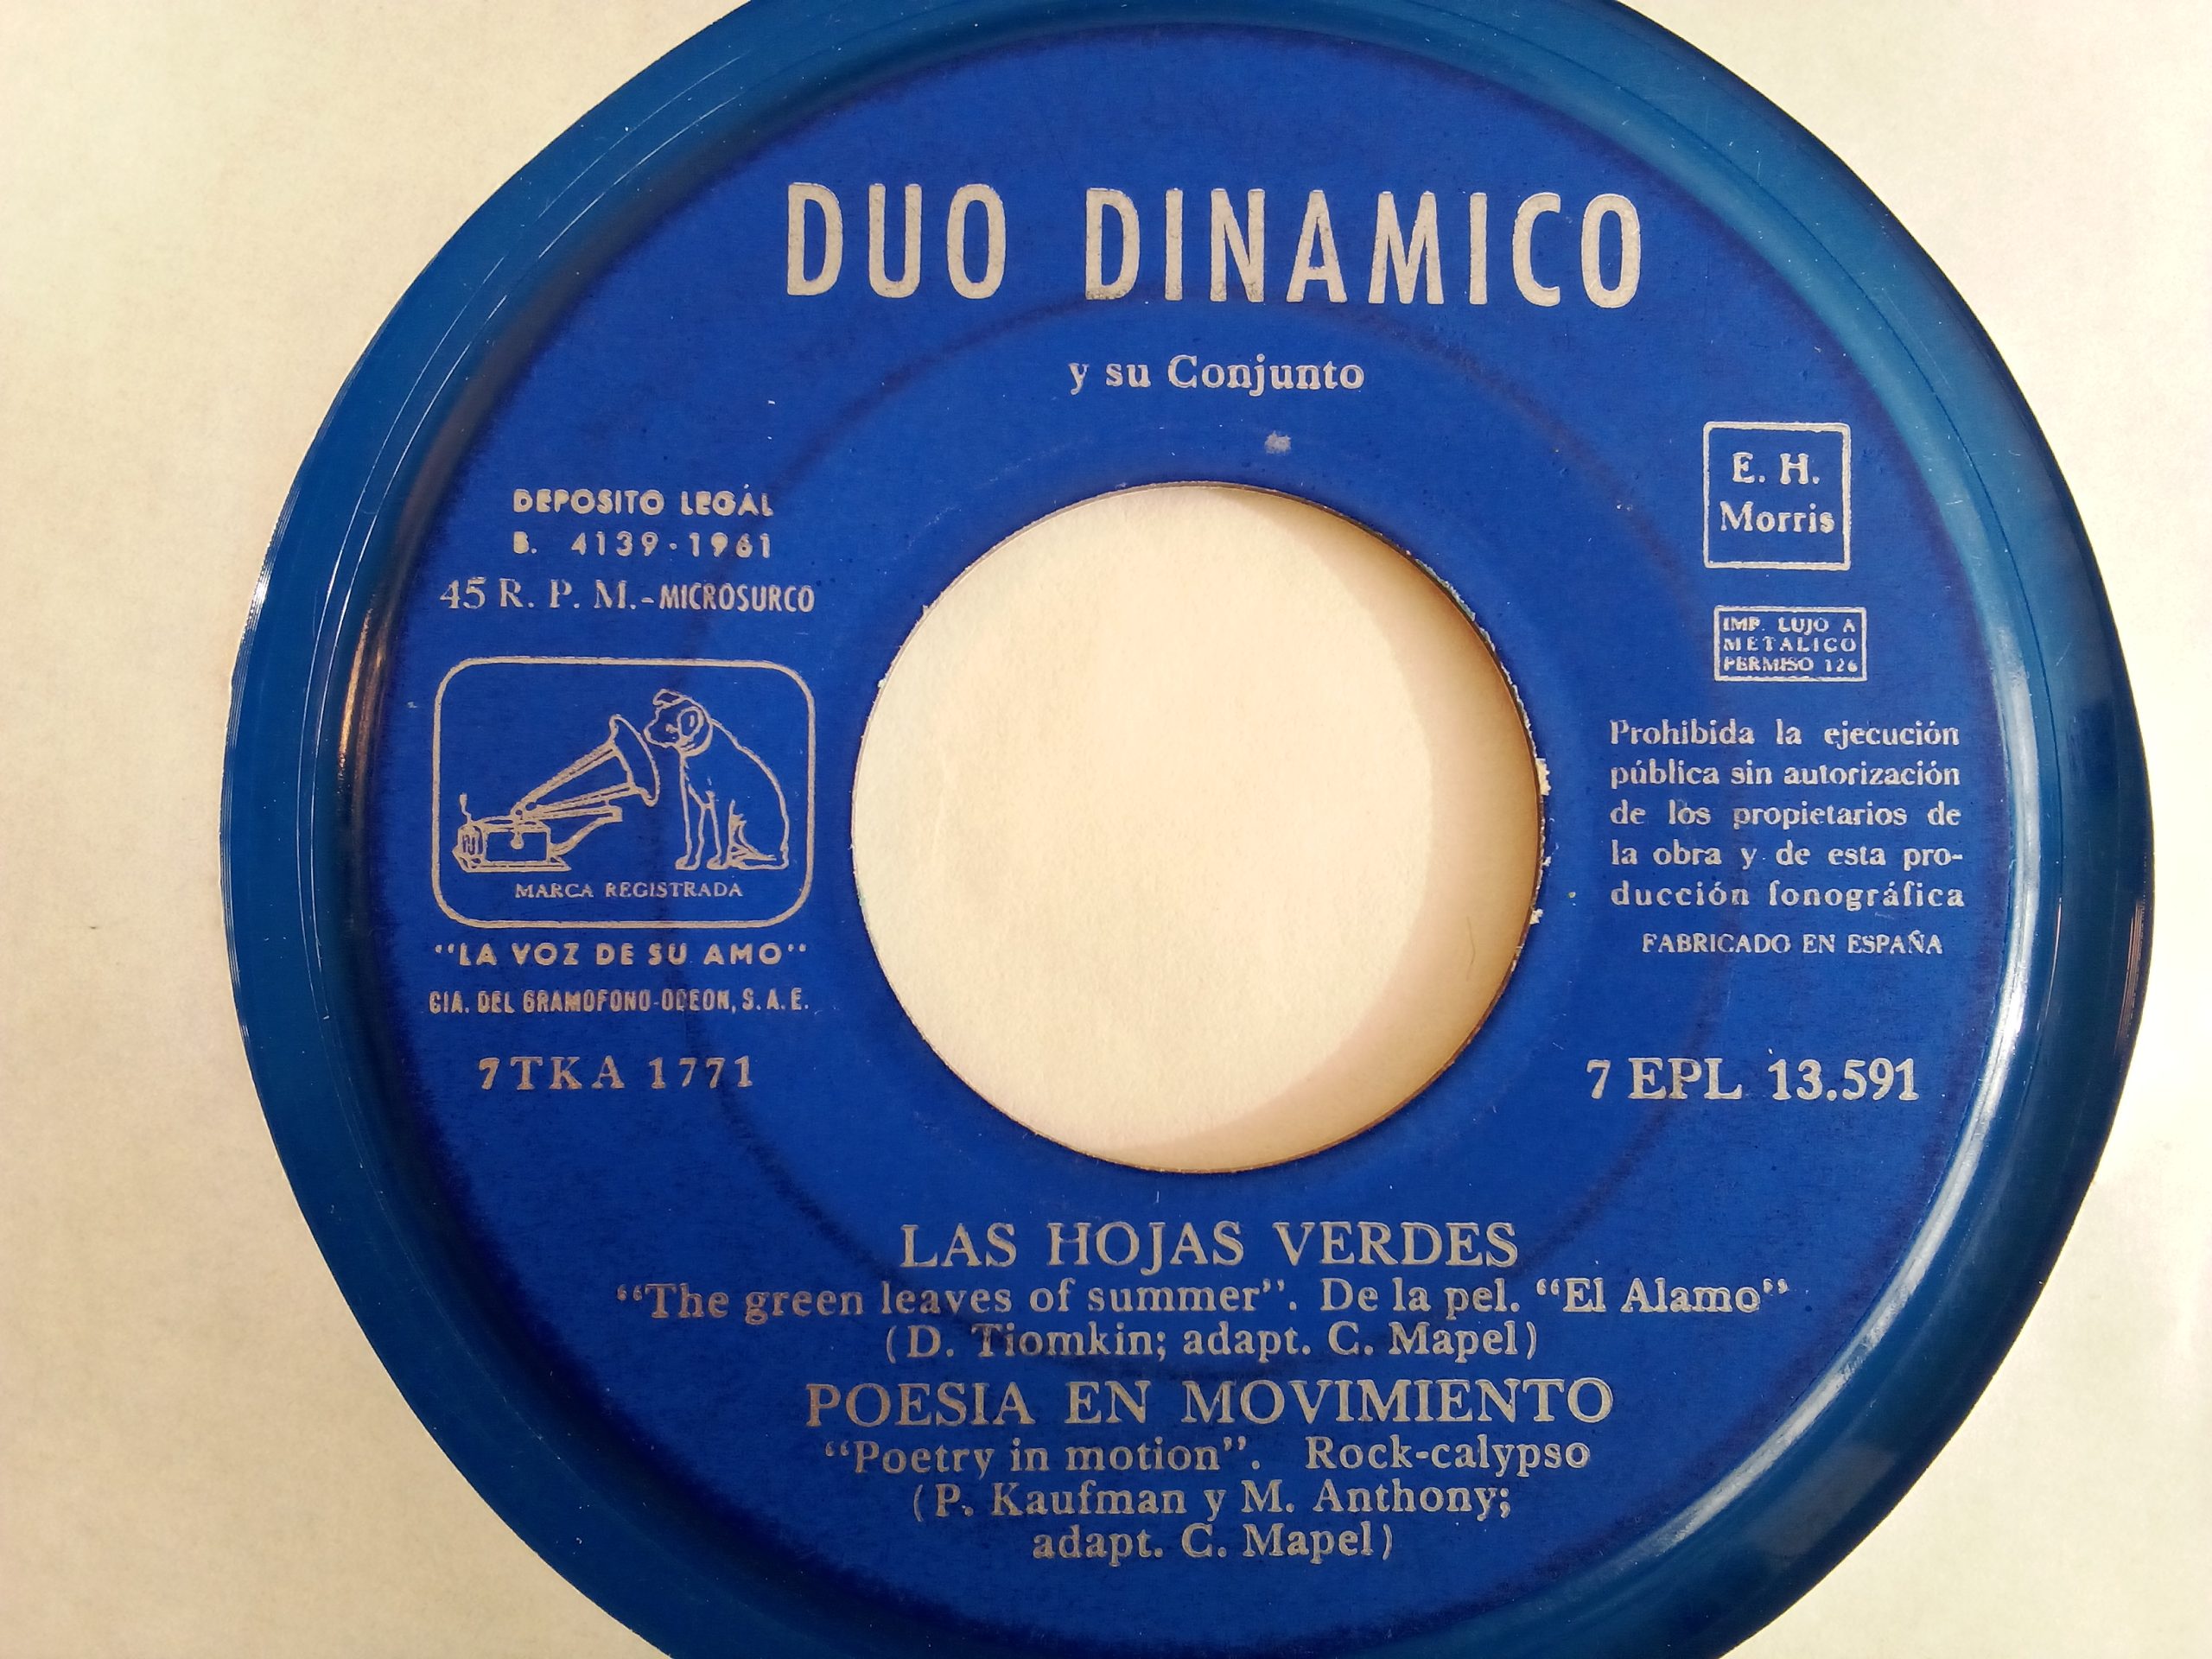 DUO DINAMICO
y su Conjunto
DEPOSITO LEGAL
B. 4139-1961
45 R. P. M.-MICROSURCO
MARCA REGISTRADA
"LA VOZ DE SU AMO"
CIA. DEL GRAMOFONO-ODEON, S. A. E.
7TKA 1771
E. H.
Morris
IMP. LUJO A
METALICO
PERMISO 126
Prohibida la ejecución
pública sin autorización
de los propietarios de
la obra y de esta pro-
ducción fonográfica
FABRICADO EN ESPAÑA
7 EPL 13.591
LAS HOJAS VERDES
"The green leaves of summer". De la pel. "El Alamo"
(D. Tiomkin; adapt. C. Mapel)
POESIA EN MOVIMIENTO
"Poetry in motion". Rock-calypso
(P. Kaufman y M. Anthony;
adapt. C. Mapel)